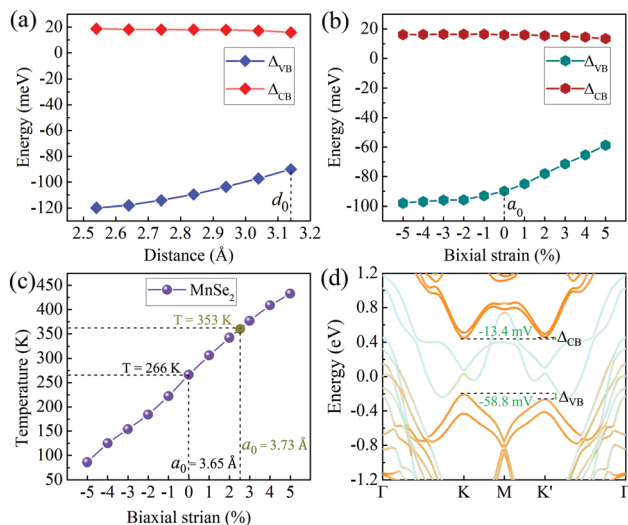 (a)
20
0
-20
-40
-60
-80
-100
-120
Energy (meV)
Δ_VB
Δ_CB
d_0
2.5 2.6 2.7 2.8 2.9 3.0 3.1 3.2
Distance (Å)
(b)
40
20
0
-20
-40
-60
-80
-100
Energy (meV)
Δ_VB
Δ_CB
a_0
-5 -4 -3 -2 -1 0 1 2 3 4 5
Bixial strain (%)
(c)
450
400
350
300
250
200
150
100
50
Temperature (K)
MnSe_2
T = 353 K
T = 266 K
a_0 = 3.73 Å
a_0 = 3.65 Å
-5 -4 -3 -2 -1 0 1 2 3 4 5
Biaxial strian (%)
(d)
1.2
0.8
0.4
0.0
-0.4
-0.8
-1.2
Energy (eV)
-13.4 mV
Δ_CB
-58.8 mV
Δ_VB
Γ K M K' Γ